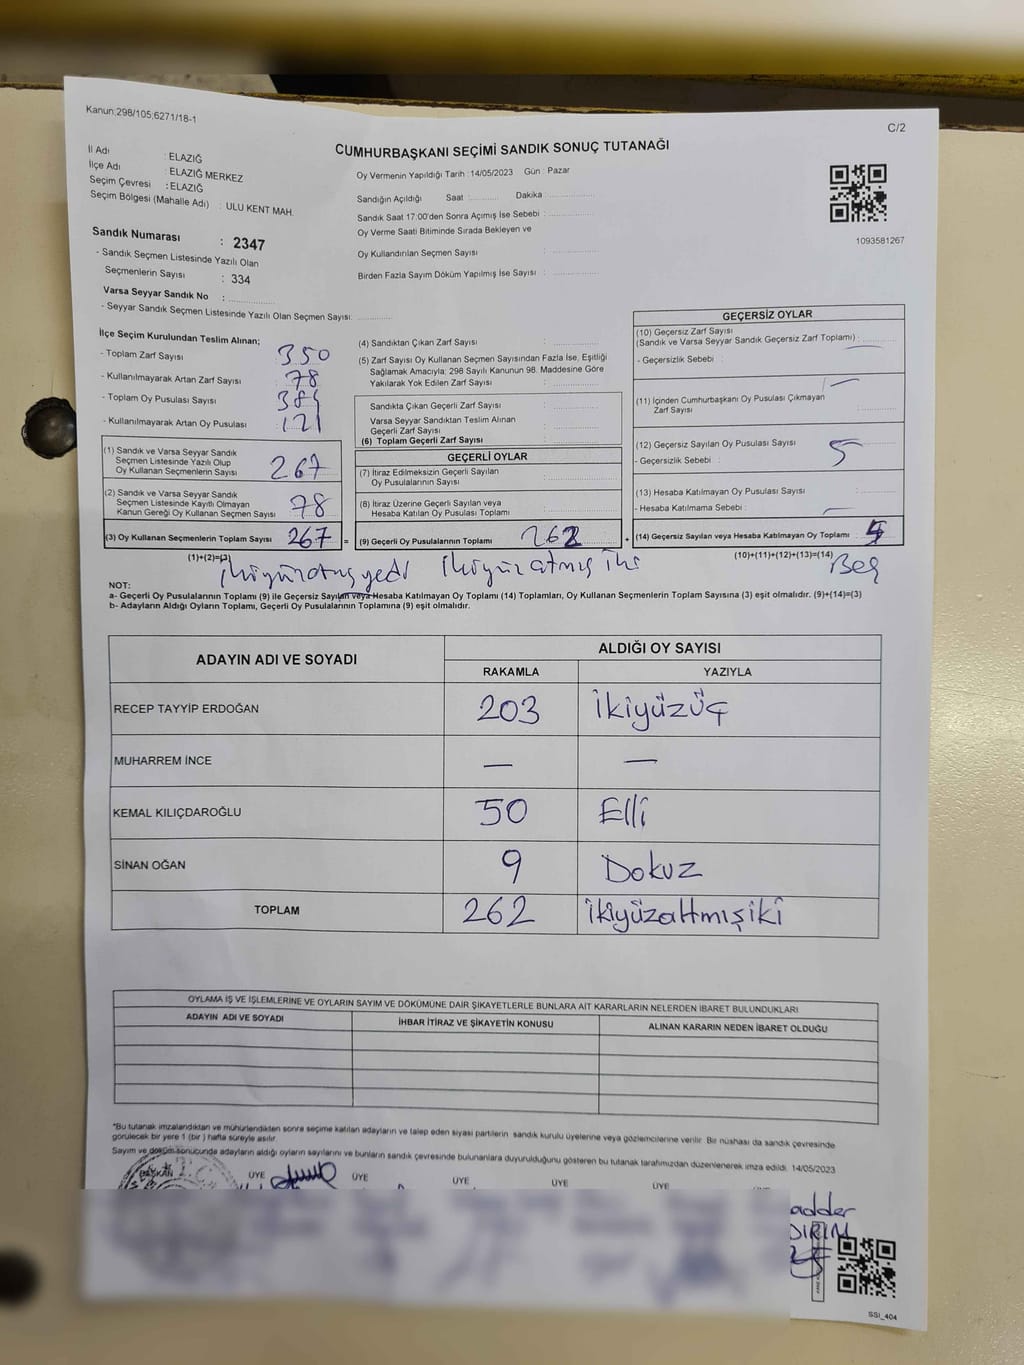 Kanun:298/105;6271/18-1
C/2
CUMHURBAŞKANI SEÇİMİ SANDIK SONUÇ TUTANAĞI
İl Adı : ELAZIĞ
İlçe Adı : ELAZIĞ MERKEZ
Seçim Çevresi : ELAZIĞ
Seçim Bölgesi (Mahalle Adı) : ULU KENT MAH.
Oy Vermenin Yapıldığı Tarih : 14/05/2023 Gün : Pazar
Sandığın Açıldığı Saat Dakika
Sandık Saat 17:00'den Sonra Açımış İse Sebebi :
Oy Verme Saati Bitiminde Sırada Bekleyen ve
Oy Kullandırılan Seçmen Sayısı :
Birden Fazla Sayım Döküm Yapılmış İse Sayısı :
1093581267
Sandık Numarası : 2347
- Sandık Seçmen Listesinde Yazılı Olan
Seçmenlerin Sayısı : 334
Varsa Seyyar Sandık No :
- Seyyar Sandık Seçmen Listesinde Yazılı Olan Seçmen Sayısı:
İlçe Seçim Kurulundan Teslim Alınan;
- Toplam Zarf Sayısı 350
- Kullanılmayarak Artan Zarf Sayısı 78
- Toplam Oy Pusulası Sayısı
- Kullanılmayarak Artan Oy Pusulası 121
(1) Sandık ve Varsa Seyyar Sandık
Seçmen Listesinde Yazılı Olup
Oy Kullanan Seçmenlerin Sayısı 267
(2) Sandık ve Varsa Seyyar Sandık
Seçmen Listesinde Kayıtlı Olmayan
Kanun Gereği Oy Kullanan Seçmen Sayısı 78
(3) Oy Kullanan Seçmenlerin Toplam Sayısı 267 =
(1)+(2)=(3)
ikiyüzatmışyedi
(4) Sandıktan Çıkan Zarf Sayısı :
(5) Zarf Sayısı Oy Kullanan Seçmen Sayısından Fazla İse, Eşitliği
Sağlamak Amacıyla; 298 Sayılı Kanunun 98. Maddesine Göre
Yakılarak Yok Edilen Zarf Sayısı :
Sandıkta Çıkan Geçerli Zarf Sayısı :
Varsa Seyyar Sandıktan Teslim Alınan
Geçerli Zarf Sayısı :
(6) Toplam Geçerli Zarf Sayısı :
GEÇERLİ OYLAR
(7) İtiraz Edilmeksizin Geçerli Sayılan
Oy Pusulalarının Sayısı :
(8) İtiraz Üzerine Geçerli Sayılan veya
Hesaba Katılan Oy Pusulası Toplamı :
(9) Geçerli Oy Pusulalarının Toplamı 262 +
ikiyüz atmış iki
GEÇERSİZ OYLAR
(10) Geçersiz Zarf Sayısı
(Sandık ve Varsa Seyyar Sandık Geçersiz Zarf Toplamı) :
- Geçersizlik Sebebi :
(11) İçinden Cumhurbaşkanı Oy Pusulası Çıkmayan
Zarf Sayısı :
(12) Geçersiz Sayılan Oy Pusulası Sayısı : 5
- Geçersizlik Sebebi :
(13) Hesaba Katılmayan Oy Pusulası Sayısı :
- Hesaba Katılmama Sebebi : —
(14) Geçersiz Sayılan veya Hesaba Katılmayan Oy Toplamı : 5
(10)+(11)+(12)+(13)=(14)
Beş
NOT:
a- Geçerli Oy Pusulalarının Toplamı (9) ile Geçersiz Sayılan veya Hesaba Katılmayan Oy Toplamı (14) Toplamları, Oy Kullanan Seçmenlerin Toplam Sayısına (3) eşit olmalıdır. (9)+(14)=(3)
b- Adayların Aldığı Oyların Toplamı, Geçerli Oy Pusulalarının Toplamına (9) eşit olmalıdır.
ADAYIN ADI VE SOYADI
ALDIĞI OY SAYISI
RAKAMLA YAZIYLA
RECEP TAYYİP ERDOĞAN 203 İkiyüzüç
MUHARREM İNCE — —
KEMAL KILIÇDAROĞLU 50 Elli
SİNAN OĞAN 9 Dokuz
TOPLAM 262 İkiyüzaltmışiki
OYLAMA İŞ VE İŞLEMLERİNE VE OYLARIN SAYIM VE DÖKÜMÜNE DAİR ŞİKAYETLERLE BUNLARA AİT KARARLARIN NELERDEN İBARET BULUNDUKLARI
ADAYIN ADI VE SOYADI İHBAR İTİRAZ VE ŞİKAYETİN KONUSU ALINAN KARARIN NEDEN İBARET OLDUĞU
*Bu tutanak imzalandıktan ve mühürlendikten sonra seçime katılan adayların ve talep eden siyasi partilerin sandık kurulu üyelerine veya gözlemcilerine verilir. Bir nüshası da sandık çevresinde
görülecek bir yere 1 (bir) hafta süreyle asılır.
Sayım ve döküm sonucunda adayların aldığı oyların sayılarını ve bunların sandık çevresinde bulunanlara duyurulduğunu gösteren bu tutanak tarafımızdan düzenlenerek imza edildi. 14/05/2023
BAŞKAN ÜYE ÜYE ÜYE ÜYE ÜYE
adder
DIRIM
SSİ_404